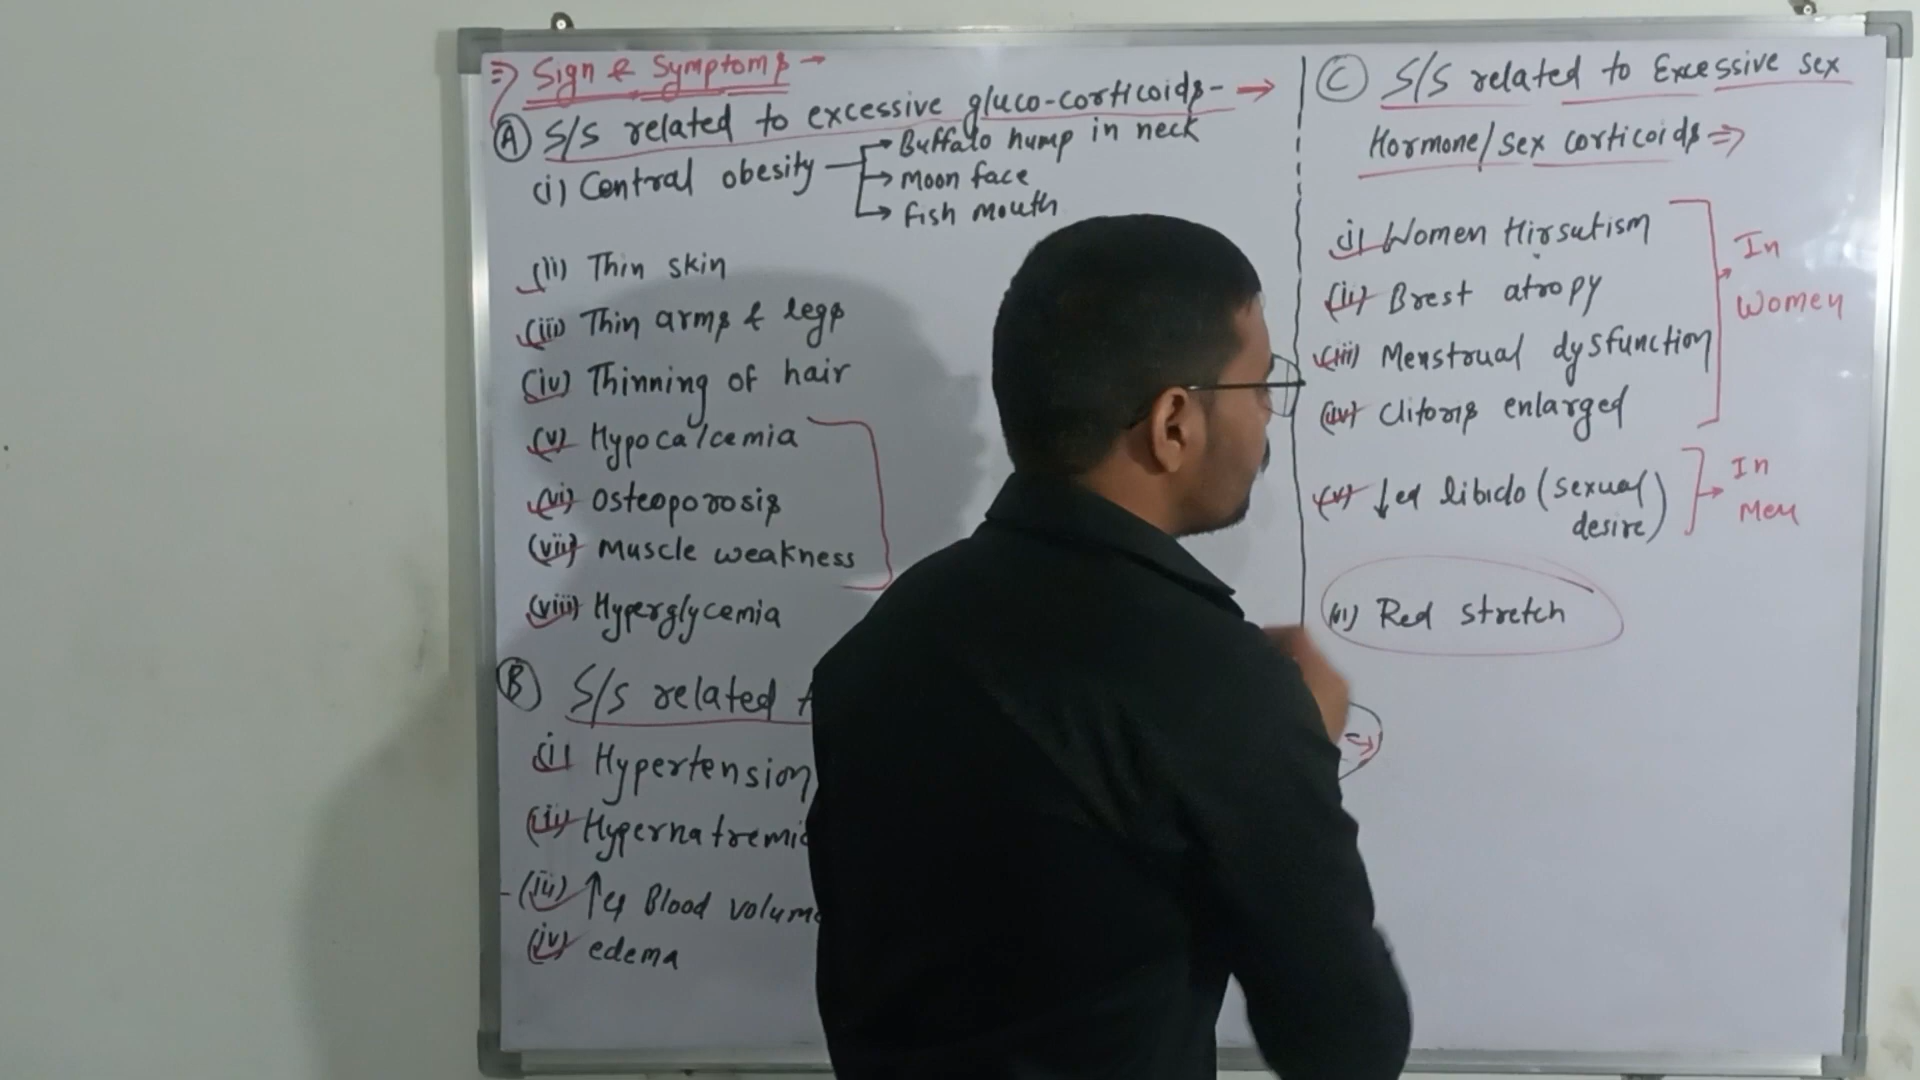 ⇒ Sign & Symptoms →
(A) S/S related to excessive gluco-corticoids- →
(i) Central obesity → Buffalo hump in neck
→ Moon face
→ fish mouth
(ii) Thin skin
(iii) Thin arms & legs
(iv) Thinning of hair
(v) Hypocalcemia
(vi) Osteoporosis
(vii) Muscle weakness
(viii) Hyperglycemia
(B) S/S related
(i) Hypertension
(ii) Hypernatremia
(iii) ↑ed Blood volume
(iv) edema
(C) S/S related to Excessive sex
Hormone/sex corticoids ⇒
(i) Women Hirsutism
(ii) Brest atropy
(iii) Menstrual dysfunction
(iv) Clitoris enlarged
In
Women
(v) ↓ed libido (sexual
desire)
In
Men
(vi) Red stretch